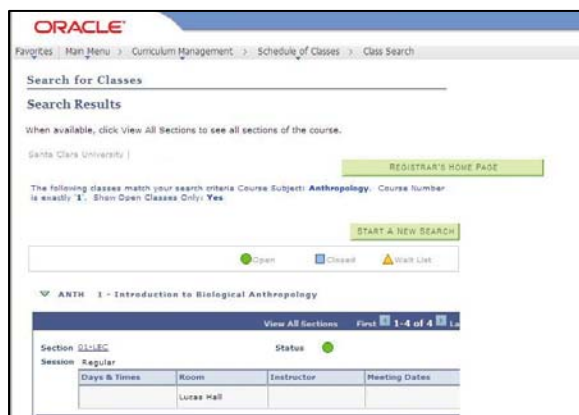 ORACLE
Favorites Main Menu > Curriculum Management > Schedule of Classes > Class Search
Search for Classes
Search Results
When available, click View All Sections to see all sections of the course.
Santa Clara University |
REGISTRAR'S HOME PAGE
The following classes match your search criteria Course Subject: Anthropology. Course Number
is exactly '1'. Show Open Classes Only: Yes
START A NEW SEARCH
Open Closed Wait List
ANTH 1 - Introduction to Biological Anthropology
View All Sections First 1-4 of 4 La
Section 01-LEC Status
Session Regular
Days & Times Room Instructor Meeting Dates
Lucas Hall